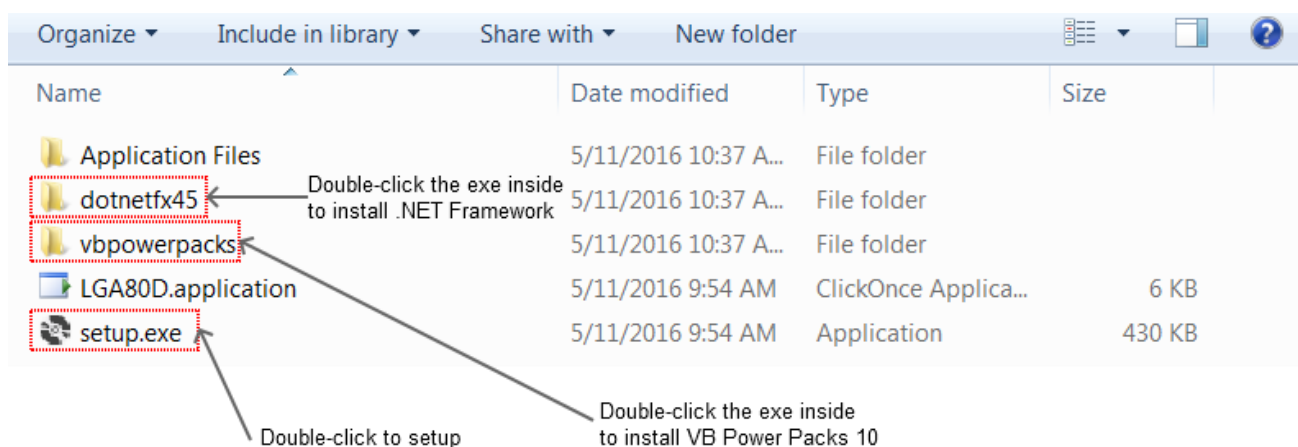 Organize Include in library Share with New folder
Name Date modified Type Size
Application Files 5/11/2016 10:37 A... File folder
dotnetfx45 5/11/2016 10:37 A... File folder
Double-click the exe inside
to install .NET Framework
vbpowerpacks 5/11/2016 10:37 A... File folder
LGA80D.application 5/11/2016 9:54 AM ClickOnce Applica... 6 KB
setup.exe 5/11/2016 9:54 AM Application 430 KB
Double-click the exe inside
to install VB Power Packs 10
Double-click to setup